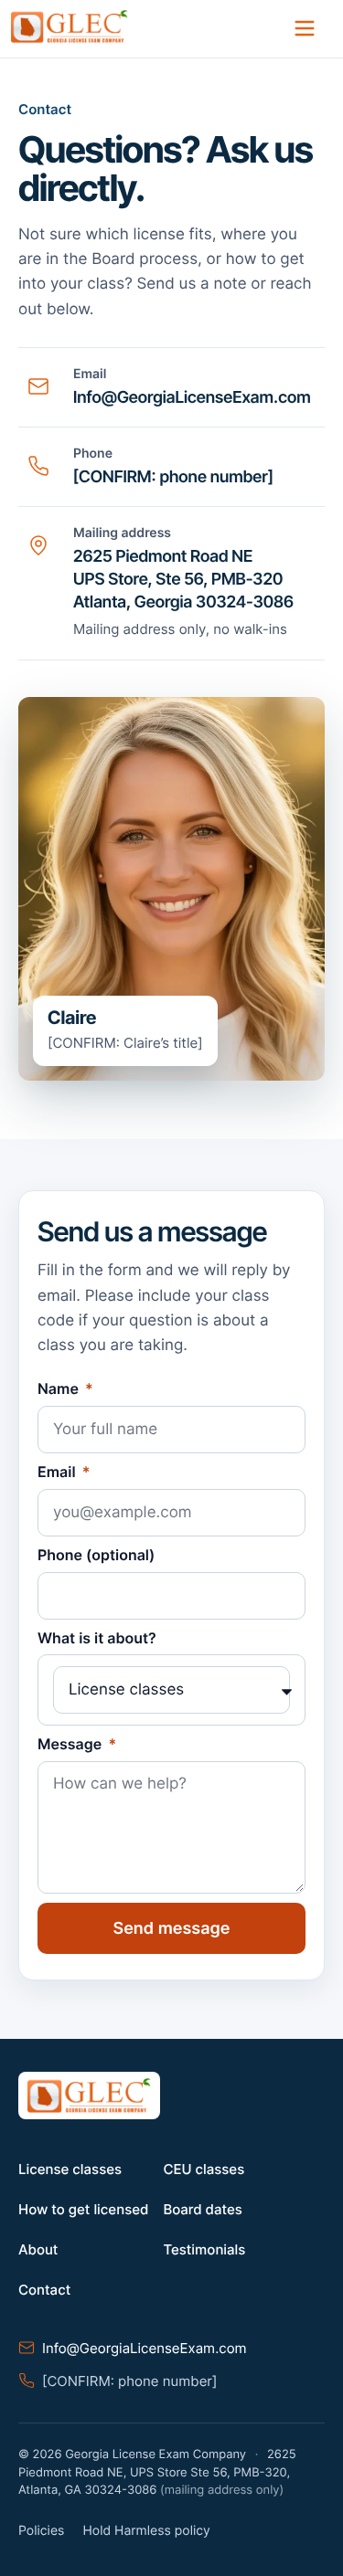 GLEC
GEORGIA LICENSE EXAM COMPANY
Contact
Questions? Ask us
directly.
Not sure which license fits, where you
are in the Board process, or how to get
into your class? Send us a note or reach
out below.
Email
Info@GeorgiaLicenseExam.com
Phone
[CONFIRM: phone number]
Mailing address
2625 Piedmont Road NE
UPS Store, Ste 56, PMB-320
Atlanta, Georgia 30324-3086
Mailing address only, no walk-ins
Claire
[CONFIRM: Claire’s title]
Send us a message
Fill in the form and we will reply by
email. Please include your class
code if your question is about a
class you are taking.
Name *
Your full name
Email *
you@example.com
Phone (optional)
What is it about?
License classes
Message *
How can we help?
Send message
GLEC
GEORGIA LICENSE EXAM COMPANY
License classes CEU classes
How to get licensed Board dates
About Testimonials
Contact
Info@GeorgiaLicenseExam.com
[CONFIRM: phone number]
© 2026 Georgia License Exam Company · 2625
Piedmont Road NE, UPS Store Ste 56, PMB-320,
Atlanta, GA 30324-3086 (mailing address only)
Policies Hold Harmless policy